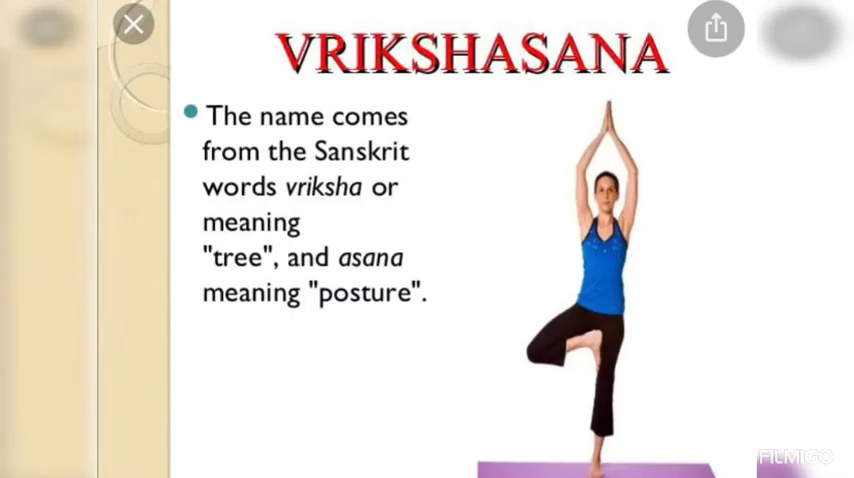 VRIKSHASANA
The name comes
from the Sanskrit
words vriksha or
meaning
"tree", and asana
meaning "posture".
FILMIGO